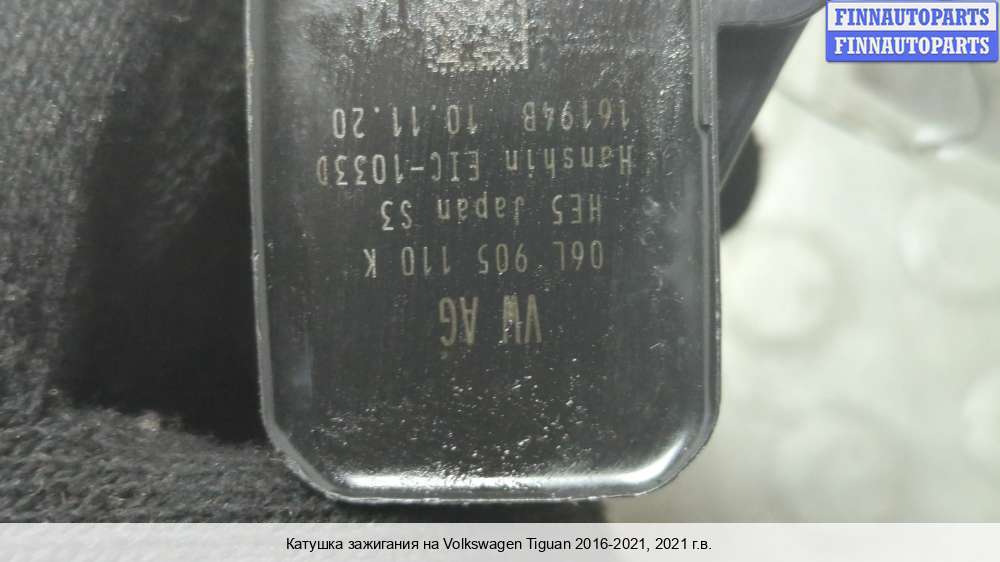 FINNAUTOPARTS
FINNAUTOPARTS
VW AG
06L 905 110 K
HE5 Japan S3
Hanshin EIC-1033D
16194B 10.11.20
Катушка зажигания на Volkswagen Tiguan 2016-2021, 2021 г.в.